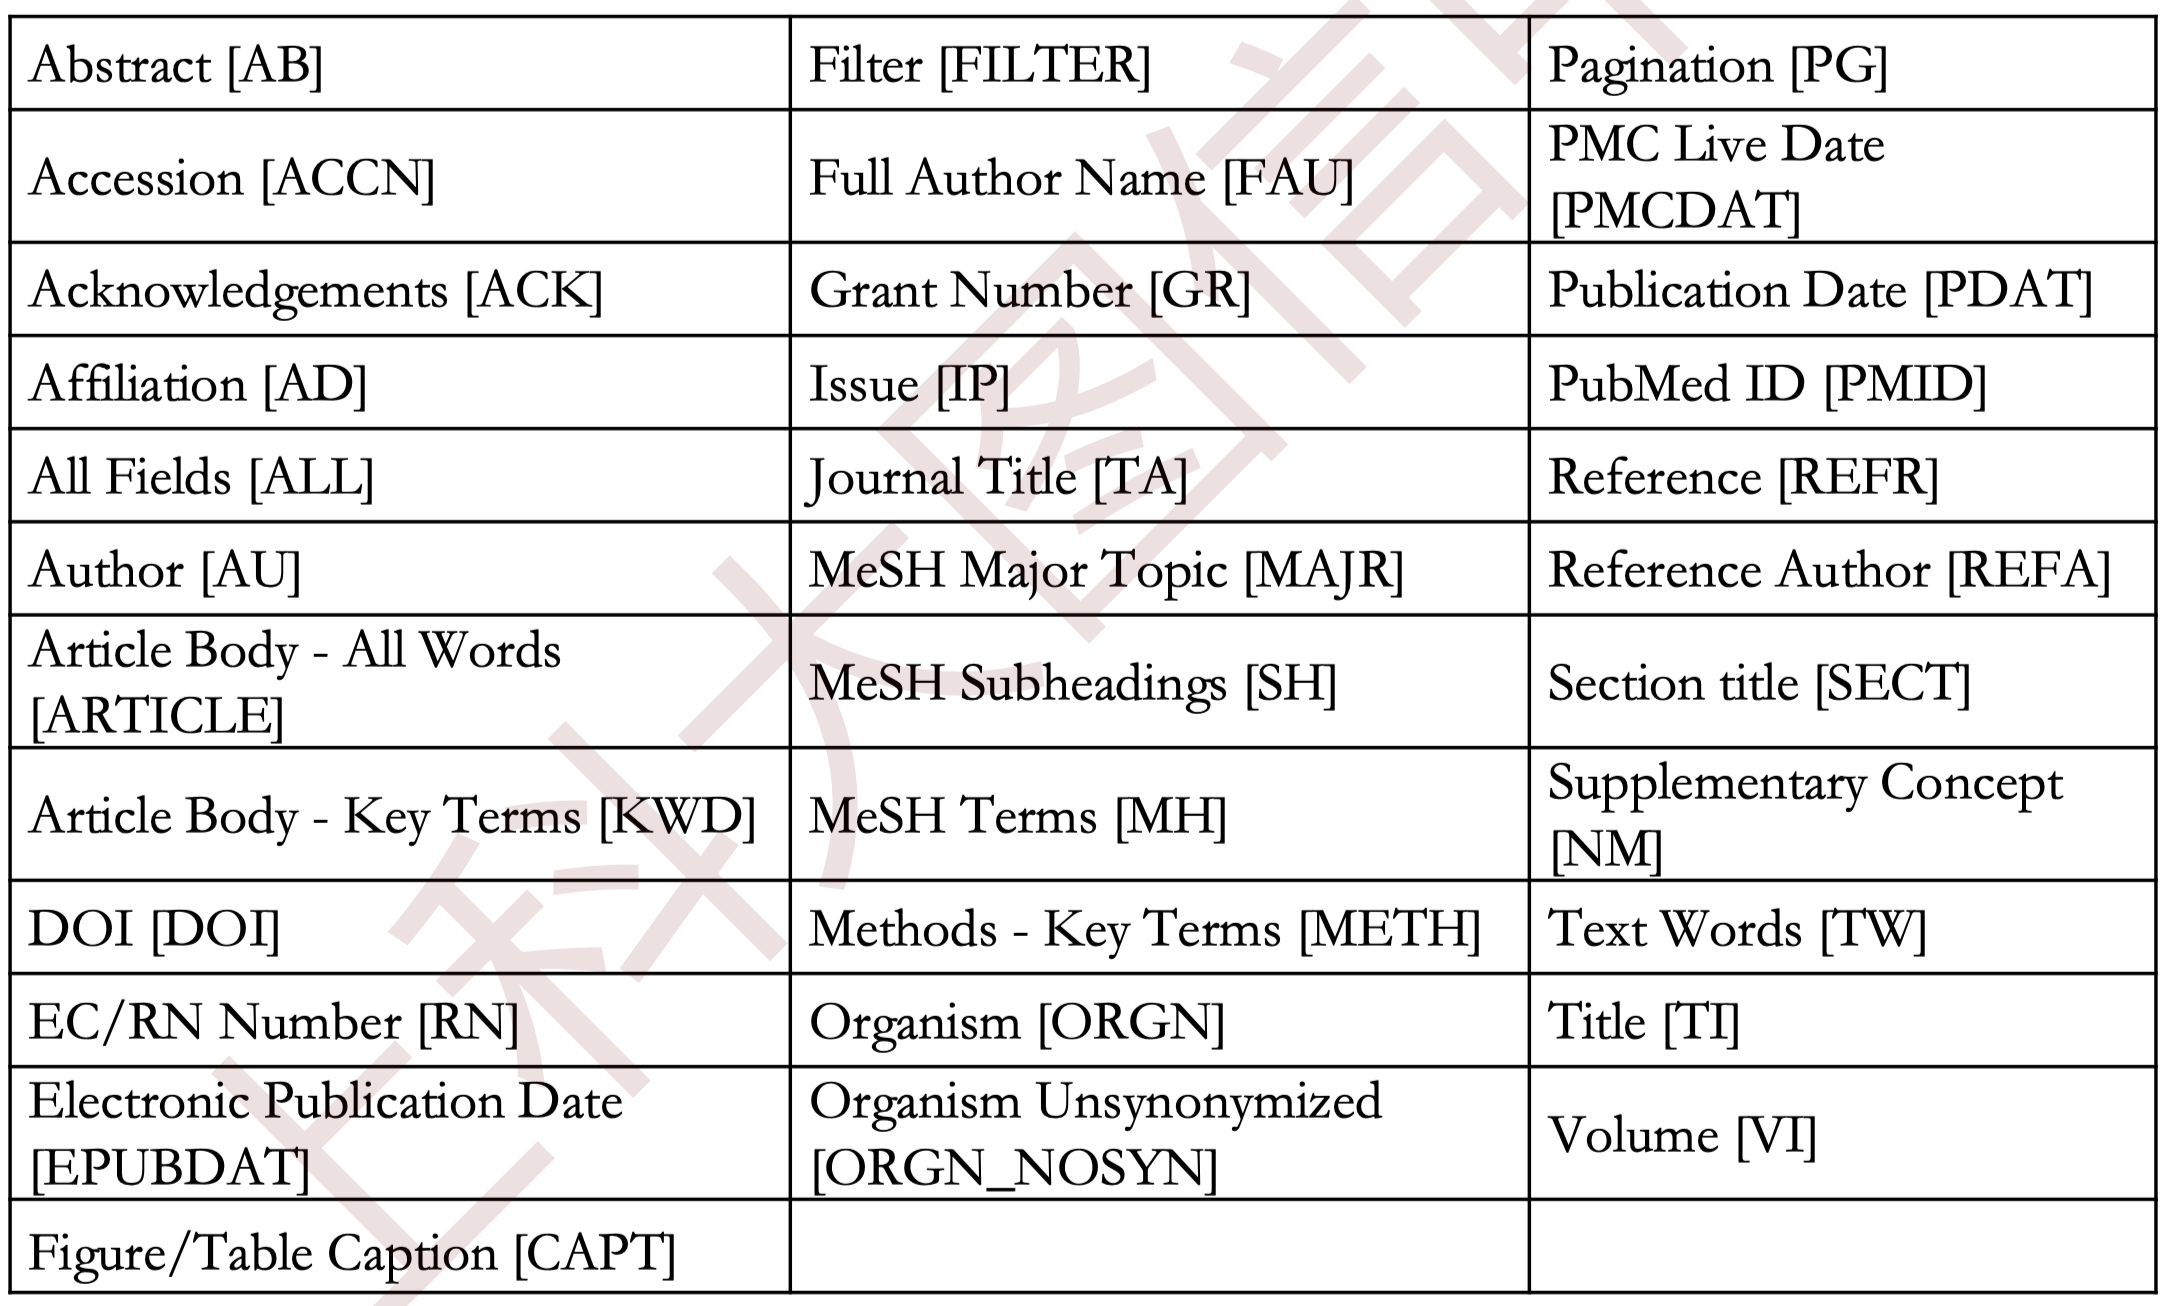 Abstract [AB]
Filter [FILTER]
Pagination [PG]
Accession [ACCN]
Full Author Name [FAU]
PMC Live Date
[PMCDAT]
Acknowledgements [ACK]
Grant Number [GR]
Publication Date [PDAT]
Affiliation [AD]
Issue [IP]
PubMed ID [PMID]
All Fields [ALL]
Journal Title [TA]
Reference [REFR]
Author [AU]
MeSH Major Topic [MAJR]
Reference Author [REFA]
Article Body - All Words
[ARTICLE]
MeSH Subheadings [SH]
Section title [SECT]
Article Body - Key Terms [KWD]
MeSH Terms [MH]
Supplementary Concept
[NM]
DOI [DOI]
Methods - Key Terms [METH]
Text Words [TW]
EC/RN Number [RN]
Organism [ORGN]
Title [TI]
Electronic Publication Date
[EPUBDAT]
Organism Unsynonymized
[ORGN_NOSYN]
Volume [VI]
Figure/Table Caption [CAPT]
上科大图信